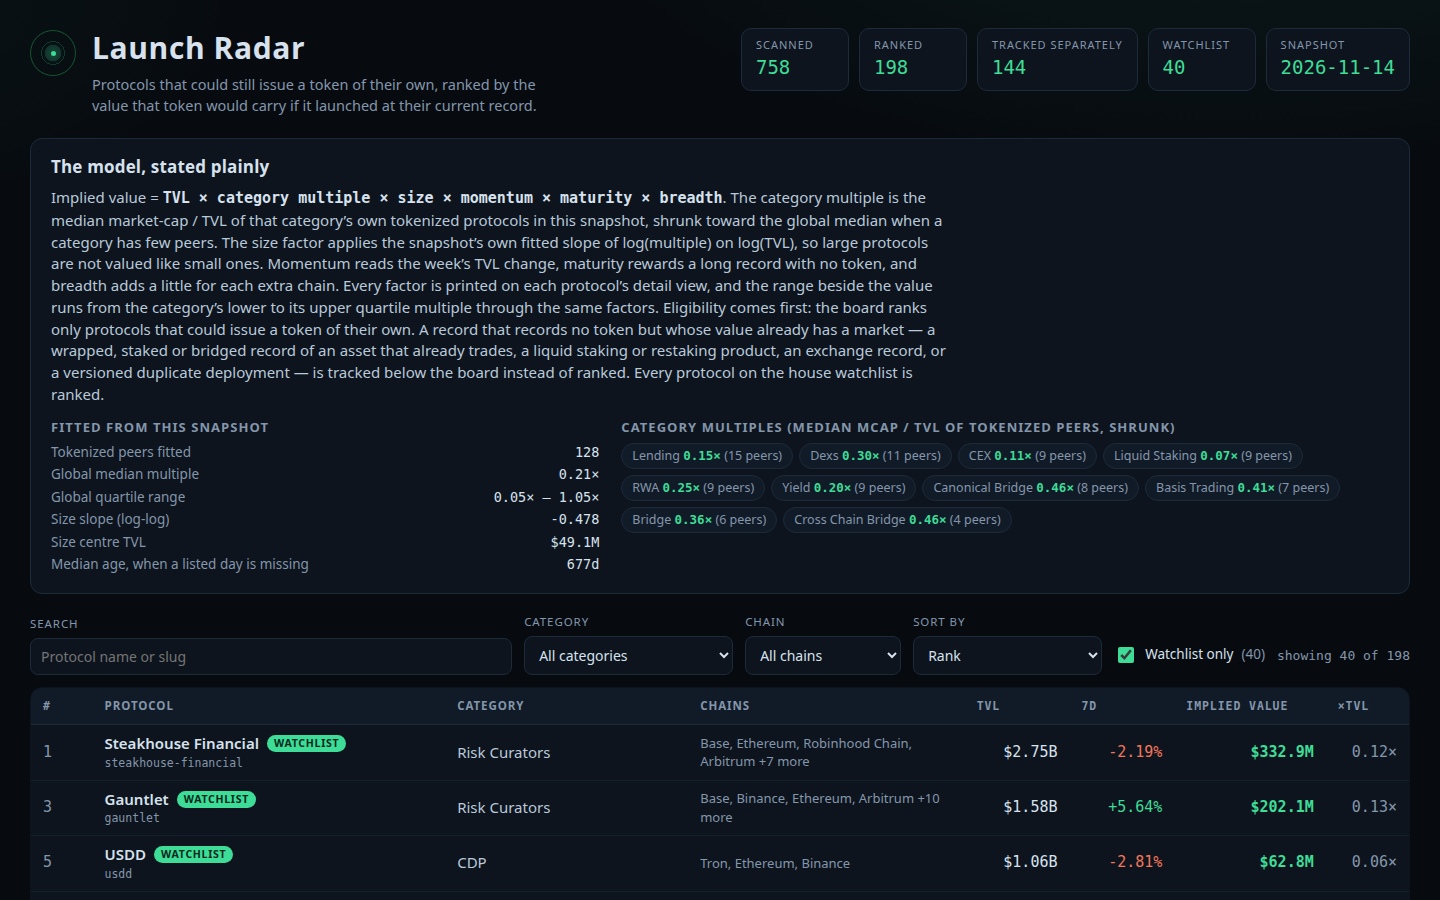 Launch Radar
Protocols that could still issue a token of their own, ranked by the
value that token would carry if it launched at their current record.
SCANNED
758
RANKED
198
TRACKED SEPARATELY
144
WATCHLIST
40
SNAPSHOT
2026-11-14
The model, stated plainly
Implied value = TVL × category multiple × size × momentum × maturity × breadth. The category multiple is the
median market-cap / TVL of that category’s own tokenized protocols in this snapshot, shrunk toward the global median when a
category has few peers. The size factor applies the snapshot’s own fitted slope of log(multiple) on log(TVL), so large protocols
are not valued like small ones. Momentum reads the week’s TVL change, maturity rewards a long record with no token, and
breadth adds a little for each extra chain. Every factor is printed on each protocol’s detail view, and the range beside the value
runs from the category’s lower to its upper quartile multiple through the same factors. Eligibility comes first: the board ranks
only protocols that could issue a token of their own. A record that records no token but whose value already has a market — a
wrapped, staked or bridged record of an asset that already trades, a liquid staking or restaking product, an exchange record, or
a versioned duplicate deployment — is tracked below the board instead of ranked. Every protocol on the house watchlist is
ranked.
FITTED FROM THIS SNAPSHOT
Tokenized peers fitted 128
Global median multiple 0.21×
Global quartile range 0.05× – 1.05×
Size slope (log-log) -0.478
Size centre TVL $49.1M
Median age, when a listed day is missing 677d
CATEGORY MULTIPLES (MEDIAN MCAP / TVL OF TOKENIZED PEERS, SHRUNK)
Lending 0.15× (15 peers) Dexs 0.30× (11 peers) CEX 0.11× (9 peers) Liquid Staking 0.07× (9 peers)
RWA 0.25× (9 peers) Yield 0.20× (9 peers) Canonical Bridge 0.46× (8 peers) Basis Trading 0.41× (7 peers)
Bridge 0.36× (6 peers) Cross Chain Bridge 0.46× (4 peers)
SEARCH
Protocol name or slug
CATEGORY
All categories
CHAIN
All chains
SORT BY
Rank
Watchlist only (40) showing 40 of 198
# PROTOCOL CATEGORY CHAINS TVL 7D IMPLIED VALUE ×TVL
1 Steakhouse Financial WATCHLIST Risk Curators Base, Ethereum, Robinhood Chain, $2.75B -2.19% $332.9M 0.12×
steakhouse-financial Arbitrum +7 more
3 Gauntlet WATCHLIST Risk Curators Base, Binance, Ethereum, Arbitrum +10 $1.58B +5.64% $202.1M 0.13×
gauntlet more
5 USDD WATCHLIST CDP Tron, Ethereum, Binance $1.06B -2.81% $62.8M 0.06×
usdd